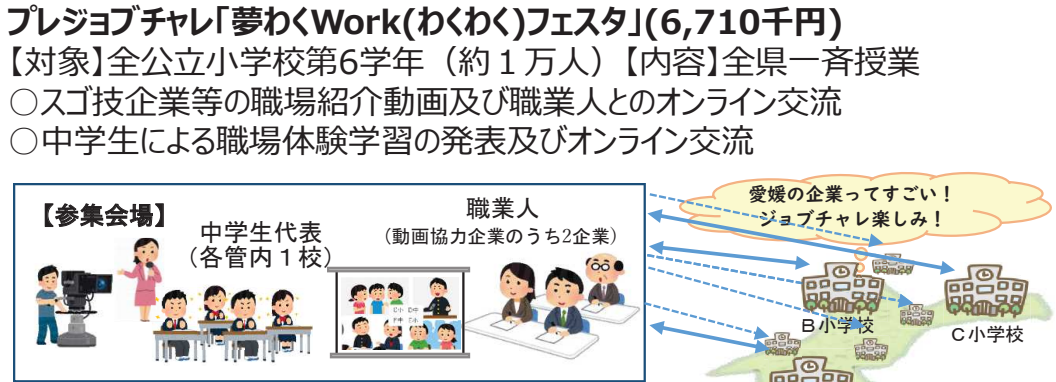 プレジョブチャレ「夢わくWork(わくわく)フェスタ」(6,710千円)
【対象】全公立小学校第6学年（約１万人）【内容】全県一斉授業
○スゴ技企業等の職場紹介動画及び職業人とのオンライン交流
○中学生による職場体験学習の発表及びオンライン交流
【参集会場】
中学生代表
（各管内１校）
職業人
（動画協力企業のうち2企業）
愛媛の企業ってすごい！
ジョブチャレ楽しみ！
B小学校
C小学校